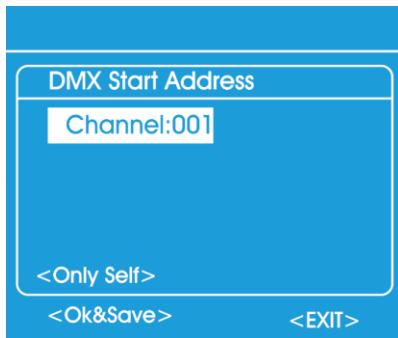 DMX Start Address
Channel:001
<Only Self>
<Ok&Save> <EXIT>